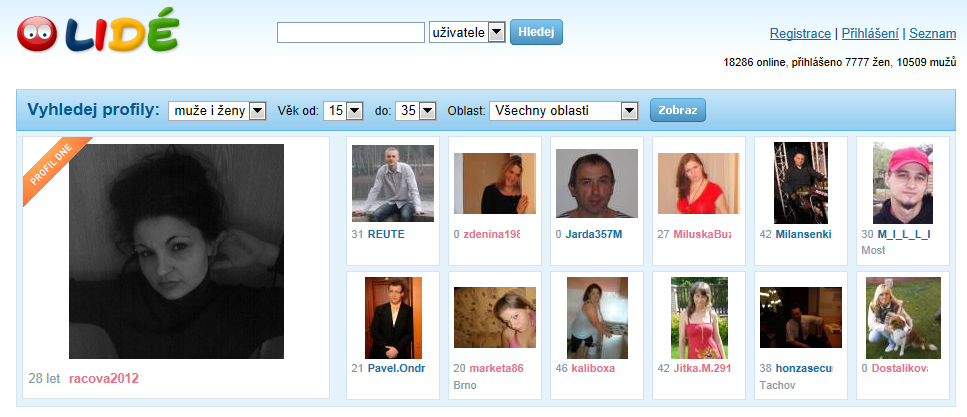 LIDÉ
uživatele
Hledej
Registrace | Přihlášení | Seznam
18286 online, přihlášeno 7777 žen, 10509 mužů
Vyhledej profily: muže i ženy Věk od: 15 do: 35 Oblast: Všechny oblasti Zobraz
PROFIL DNE
28 let racova2012
31 REUTE
0 zdenina198
0 Jarda357M
27 MiluskaBuz
42 Milansenki
30 M_I_L_L_I
Most
21 Pavel.Ondr
20 marketa86
Brno
46 kaliboxa
42 Jitka.M.291
38 honzasecu
Tachov
0 Dostalikova